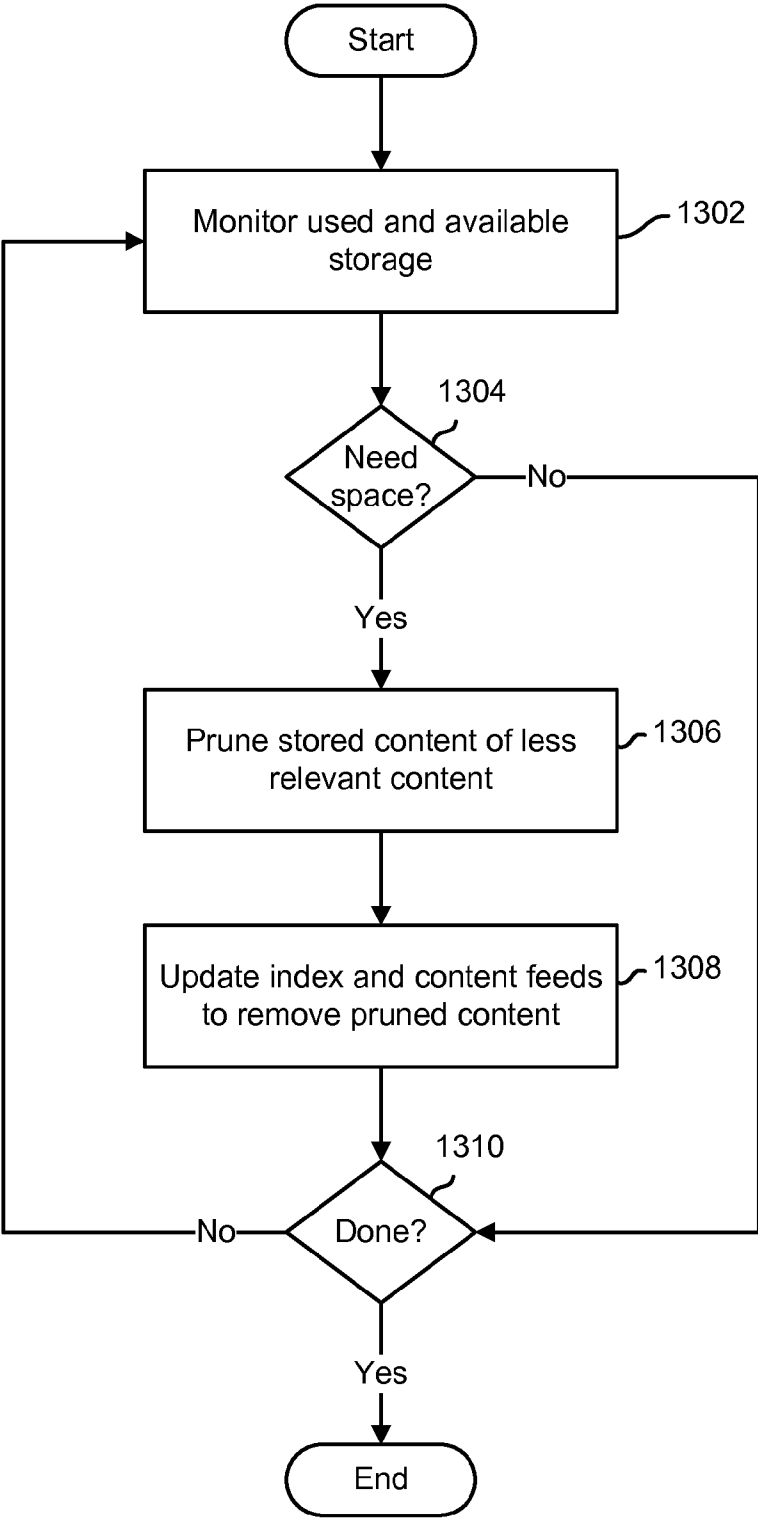 Start
Monitor used and available
storage
1302
1304
Need
space?
No
Yes
Prune stored content of less
relevant content
1306
Update index and content feeds
to remove pruned content
1308
1310
Done?
No
Yes
End